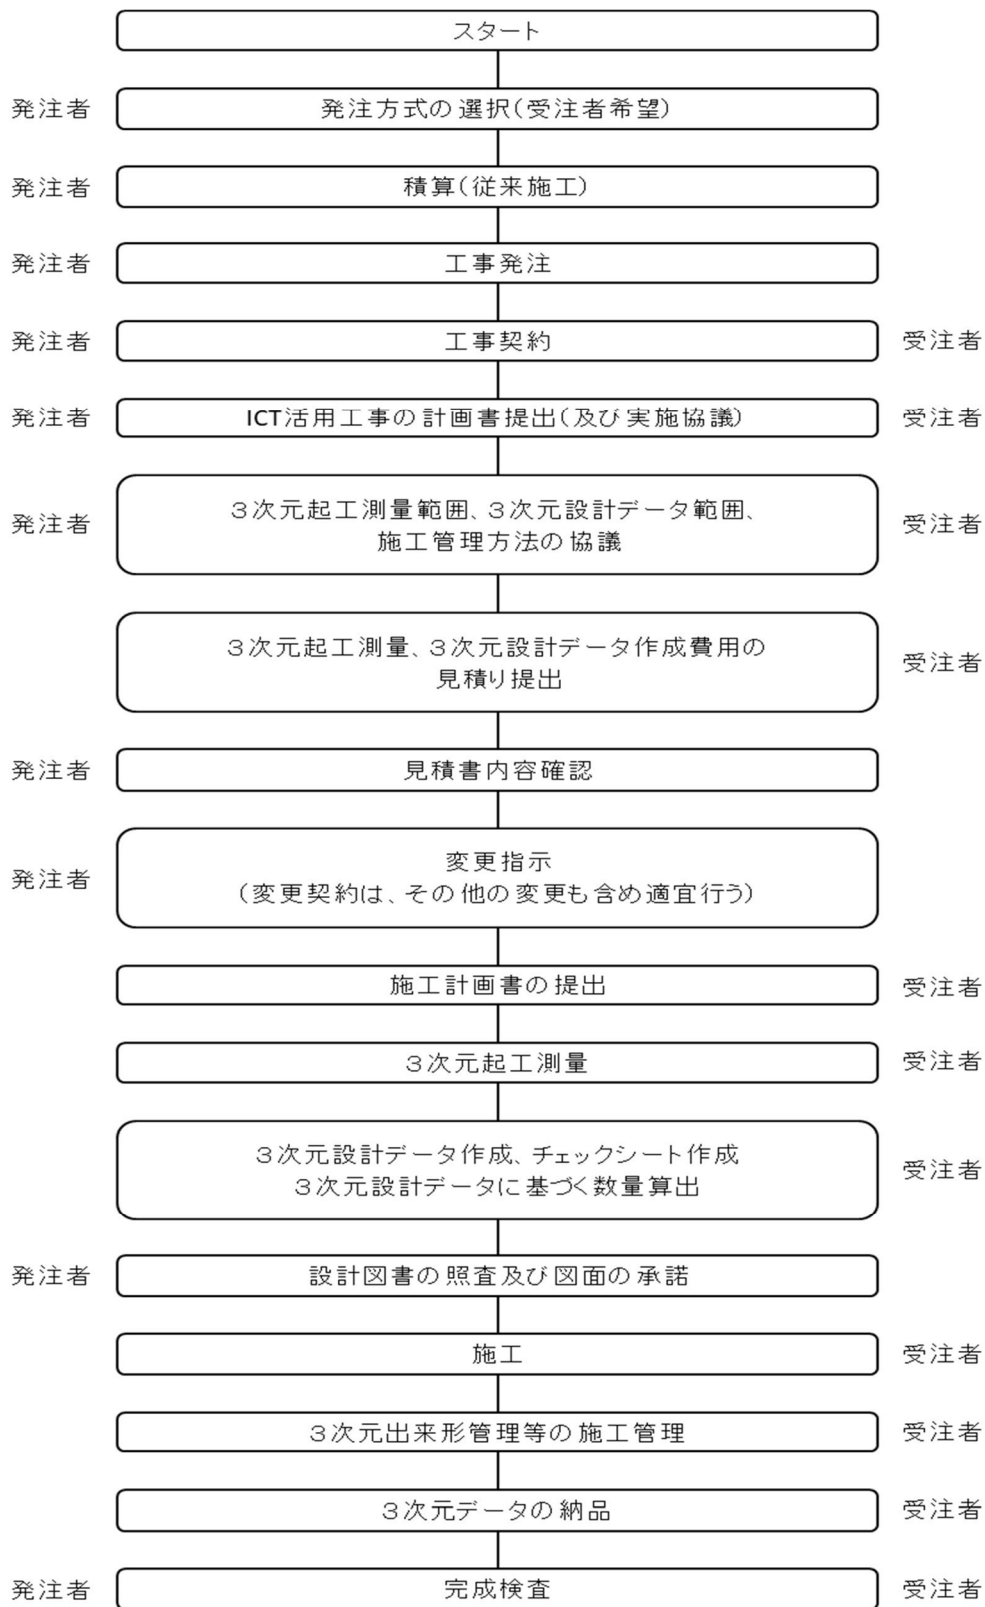 スタート
発注者
発注方式の選択(受注者希望)
発注者
積算(従来施工)
発注者
工事発注
発注者
工事契約
受注者
発注者
ICT活用工事の計画書提出(及び実施協議)
受注者
発注者
3次元起工測量範囲、3次元設計データ範囲、
施工管理方法の協議
受注者
3次元起工測量、3次元設計データ作成費用の
見積り提出
受注者
発注者
見積書内容確認
発注者
変更指示
(変更契約は、その他の変更も含め適宜行う)
施工計画書の提出
受注者
3次元起工測量
受注者
3次元設計データ作成、チェックシート作成
3次元設計データに基づく数量算出
受注者
発注者
設計図書の照査及び図面の承諾
施工
受注者
3次元出来形管理等の施工管理
受注者
3次元データの納品
受注者
発注者
完成検査
受注者